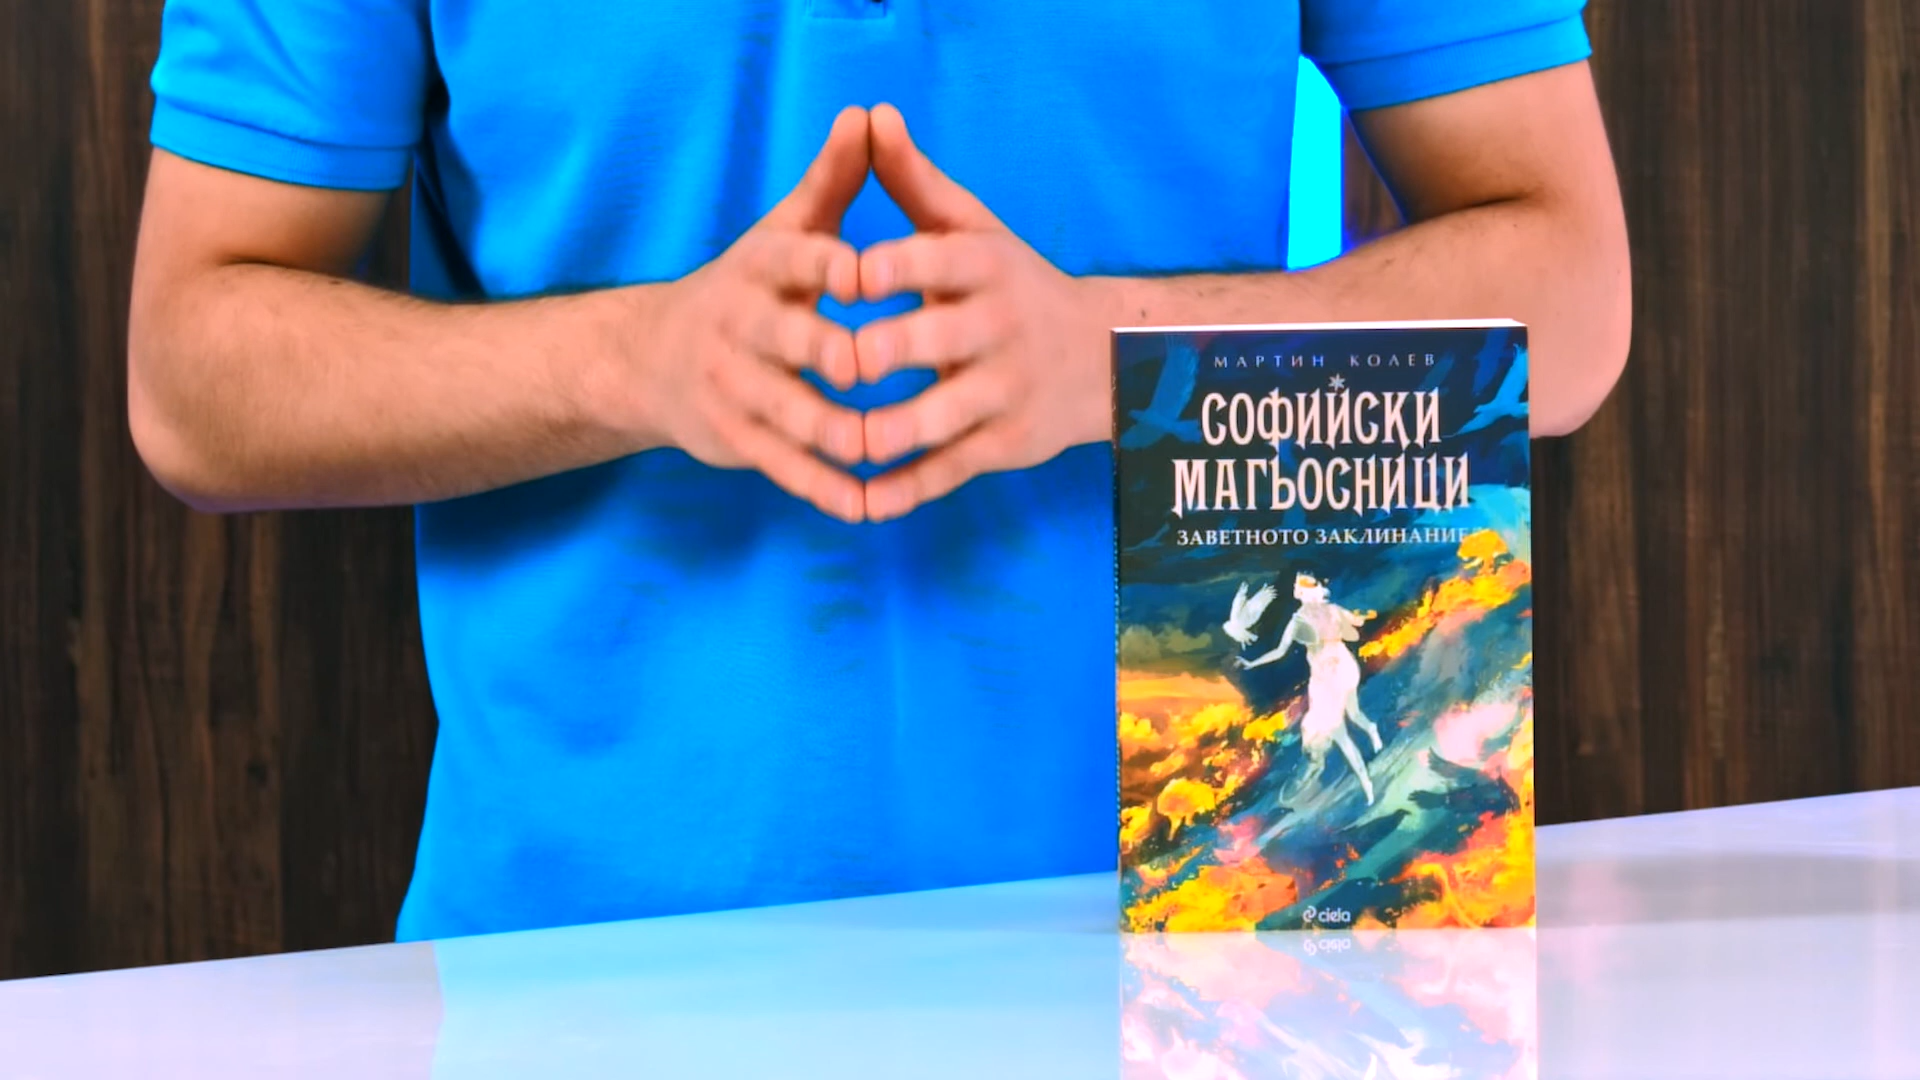 МАРТИН КОЛЕВ
СОФИЙСКИ
МАГЬОСНИЦИ
ЗАВЕТНОТО ЗАКЛИНАНИЕ
ciela